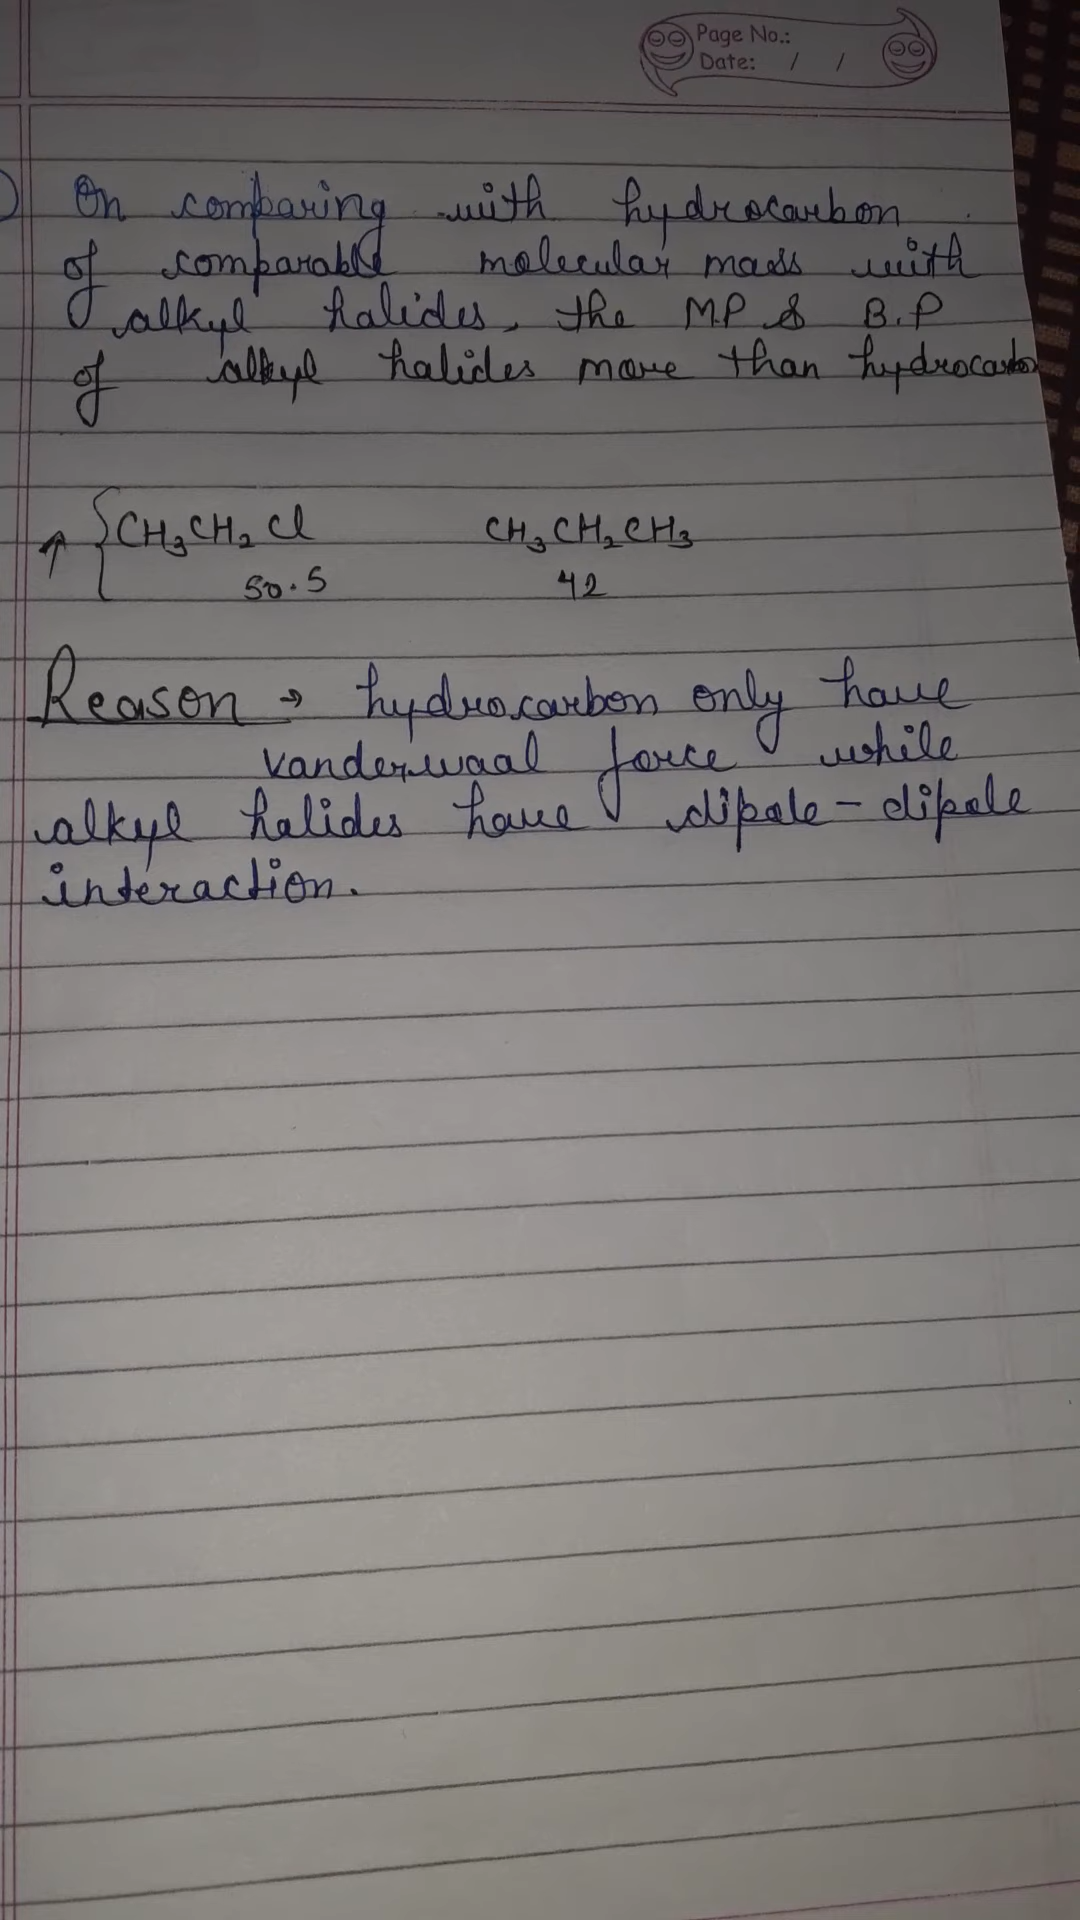 Page No.:
Date: / /
On comparing with hydrocarbon
of comparable molecular mass with
alkyl halides, the M.P & B.P
of alkyl halides more than hydrocarbon
↑ { CH₃CH₂Cl CH₃CH₂CH₃
50.5 42
Reason → hydrocarbon only have
vanderwaal force while
alkyl halides have dipole - dipole
interaction.